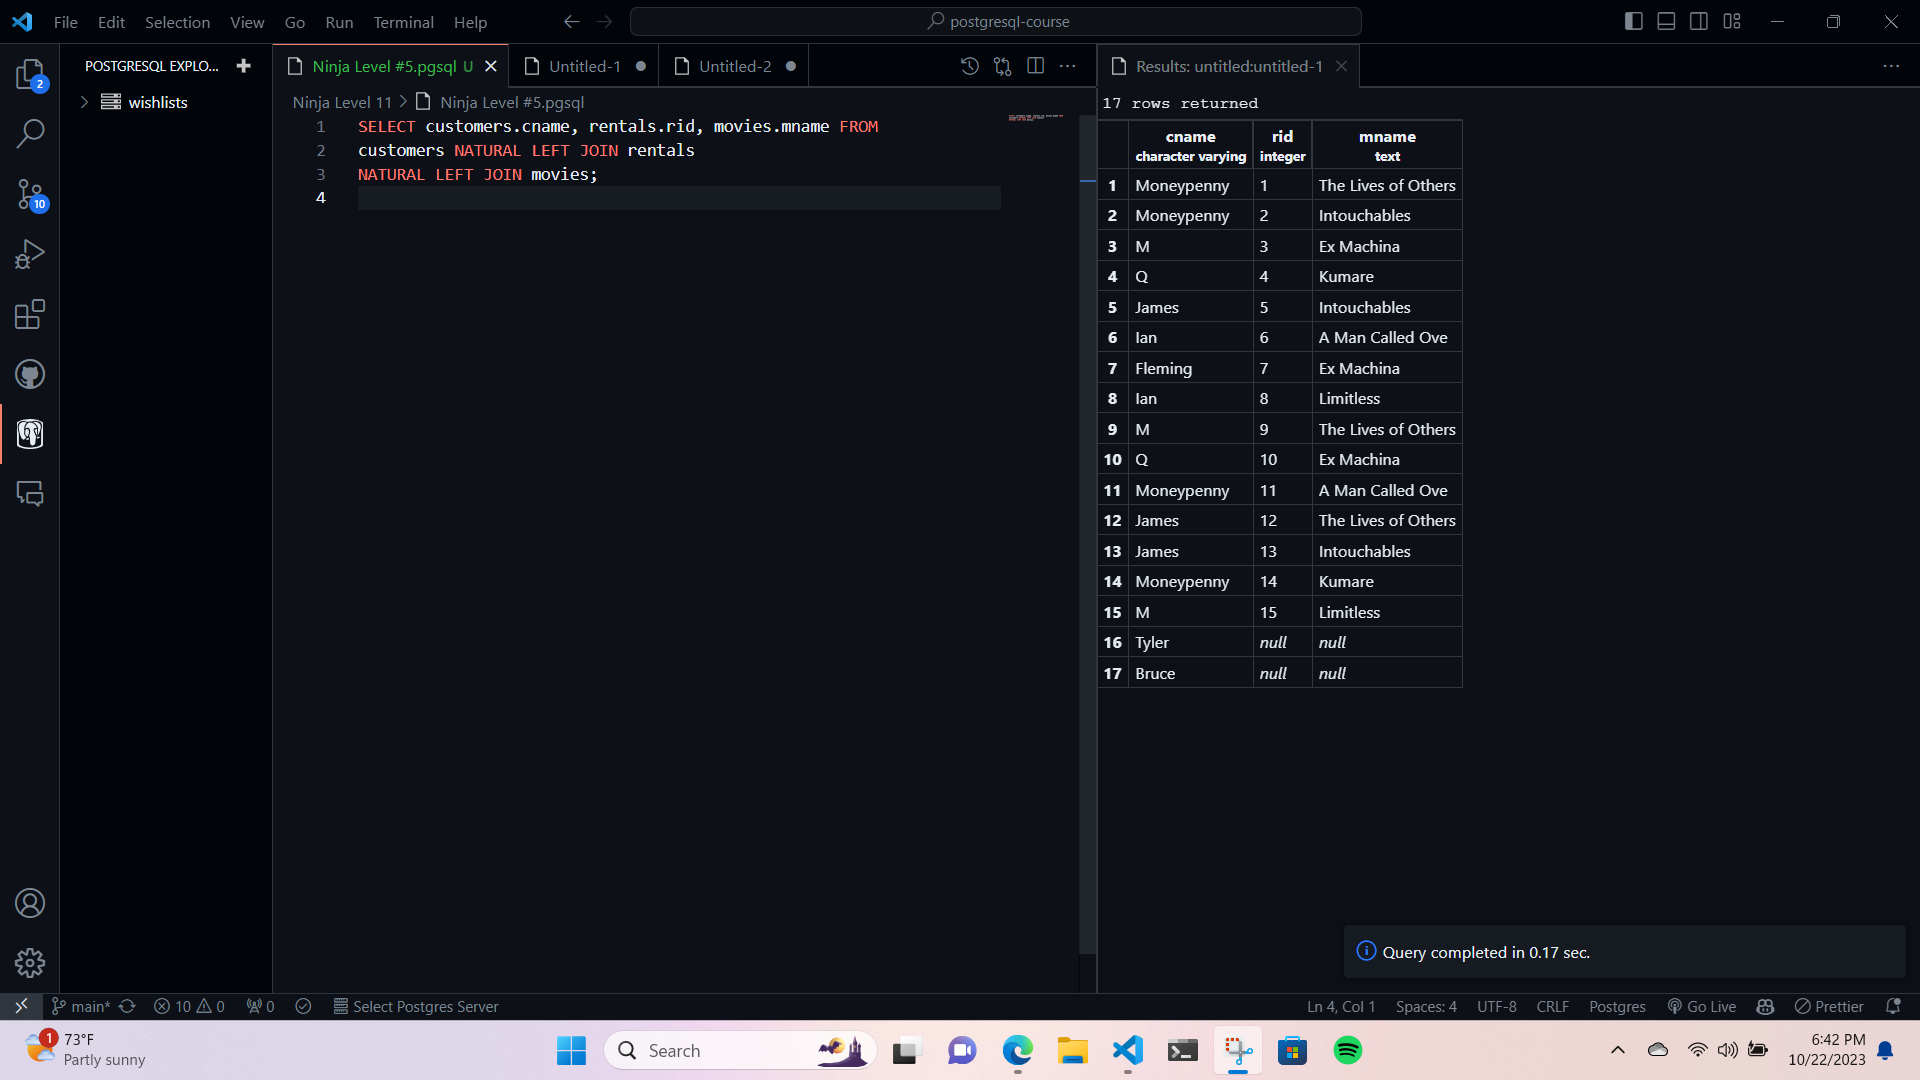 File Edit Selection View Go Run Terminal Help
postgresql-course
POSTGRESQL EXPLO...
wishlists
2
10
Ninja Level #5.pgsql U
Untitled-1
Untitled-2
Ninja Level 11 > Ninja Level #5.pgsql
1 SELECT customers.cname, rentals.rid, movies.mname FROM
2 customers NATURAL LEFT JOIN rentals
3 NATURAL LEFT JOIN movies;
4
Results: untitled:untitled-1
17 rows returned
cname rid mname
character varying integer text
1 Moneypenny 1 The Lives of Others
2 Moneypenny 2 Intouchables
3 M 3 Ex Machina
4 Q 4 Kumare
5 James 5 Intouchables
6 Ian 6 A Man Called Ove
7 Fleming 7 Ex Machina
8 Ian 8 Limitless
9 M 9 The Lives of Others
10 Q 10 Ex Machina
11 Moneypenny 11 A Man Called Ove
12 James 12 The Lives of Others
13 James 13 Intouchables
14 Moneypenny 14 Kumare
15 M 15 Limitless
16 Tyler null null
17 Bruce null null
Query completed in 0.17 sec.
main* 10 0 0 Select Postgres Server
Ln 4, Col 1 Spaces: 4 UTF-8 CRLF Postgres Go Live Prettier
1
73°F
Partly sunny
Search
6:42 PM
10/22/2023